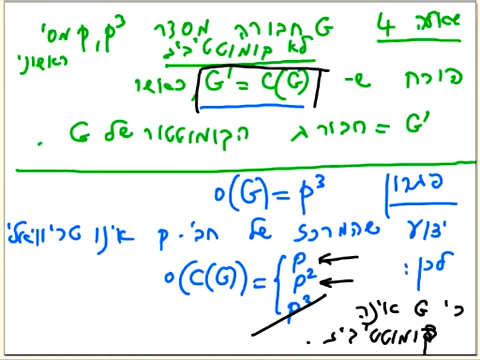 שאלה 4 G חבורה מסדר p³, p מס' ראשוני
לא קומוטטיבית
הוכח ש- G' = C(G) כאשר
G' = חבורת הקומוטטור של G .
פתרון O(G) = p³
ידוע שהמרכז של חב'-p אינו טריוויאלי
לכן: O(C(G)) = { p ←
p² ←
p³
כי G אינה
קומוטטיבית .